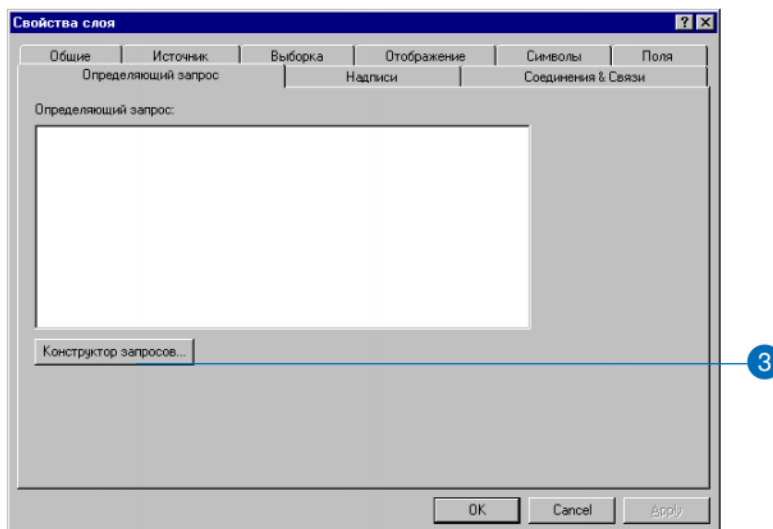 Свойства слоя
Общие Источник Выборка Отображение Символы Поля
Определяющий запрос Надписи Соединения & Связи
Определяющий запрос:
Конструктор запросов...
3
OK Cancel Apply